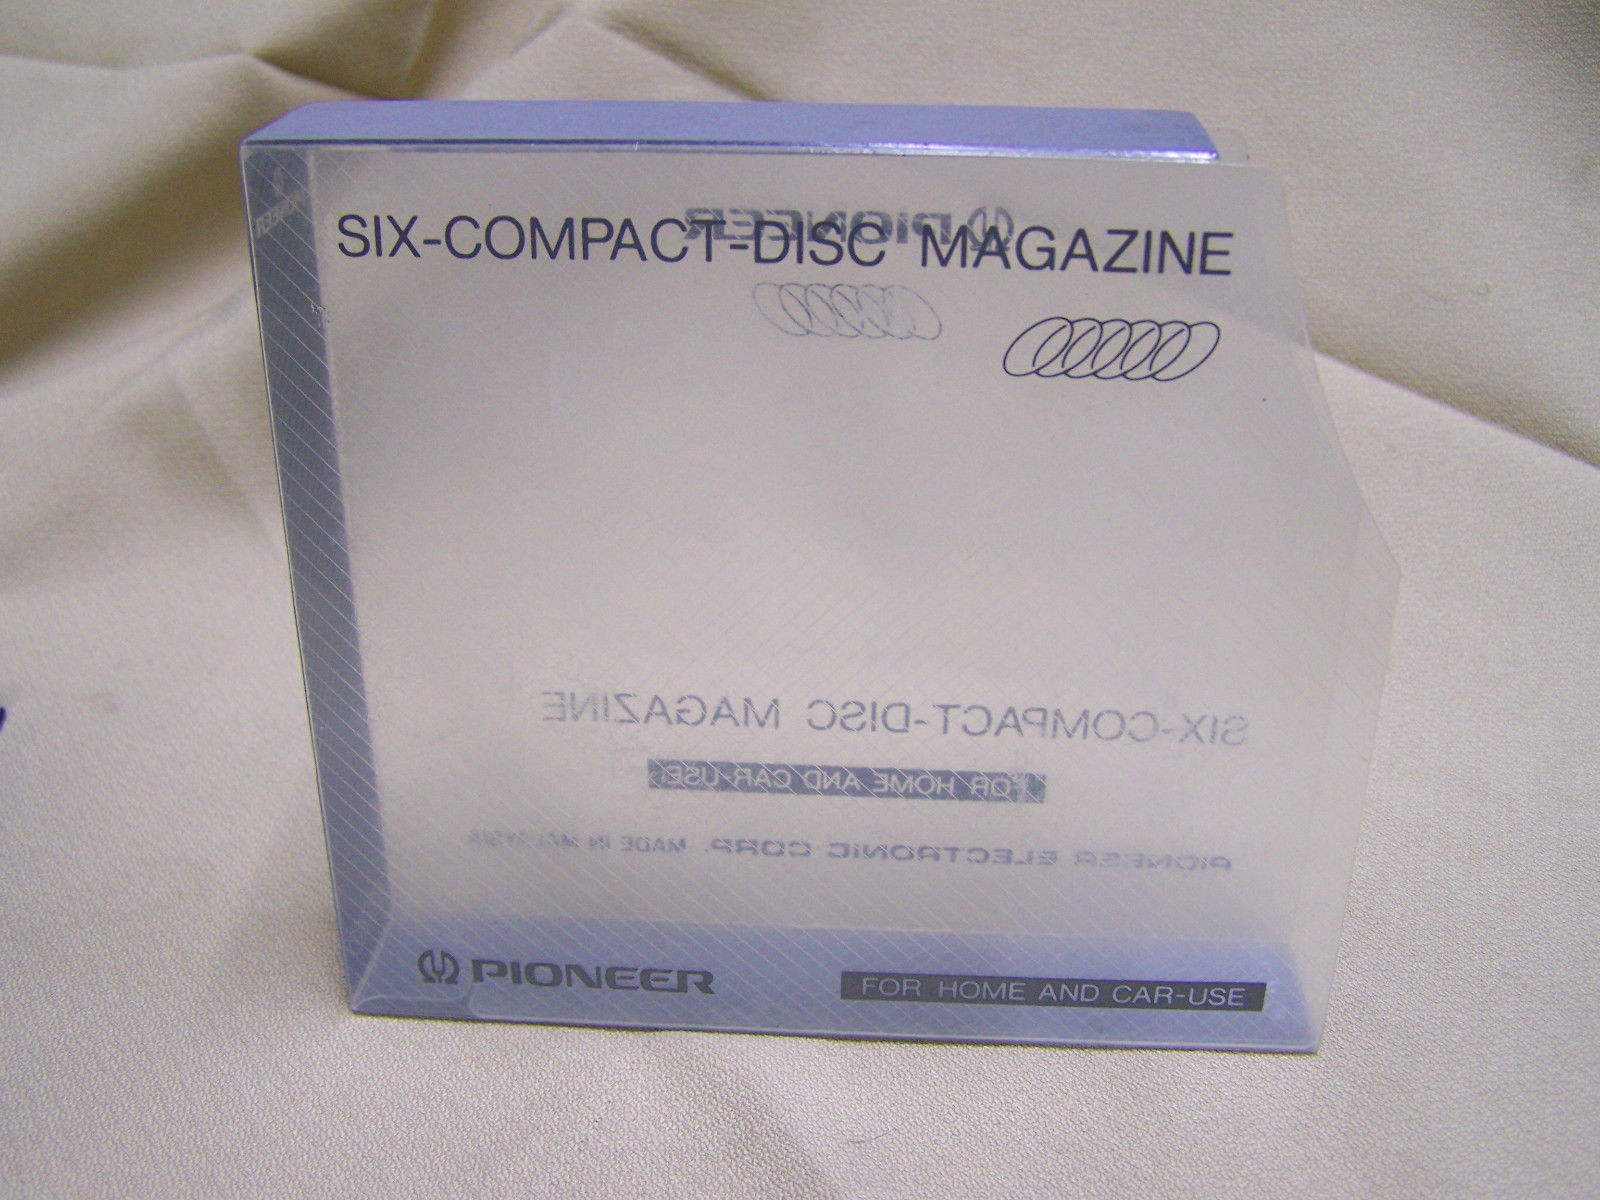 SIX-COMPACT-DISC MAGAZINE
PIONEER
SIX-COMPACT-DISC MAGAZINE
FOR HOME AND CAR-USE
PIONEER ELECTRONIC CORP. MADE IN MALAYSIA
PIONEER
FOR HOME AND CAR-USE